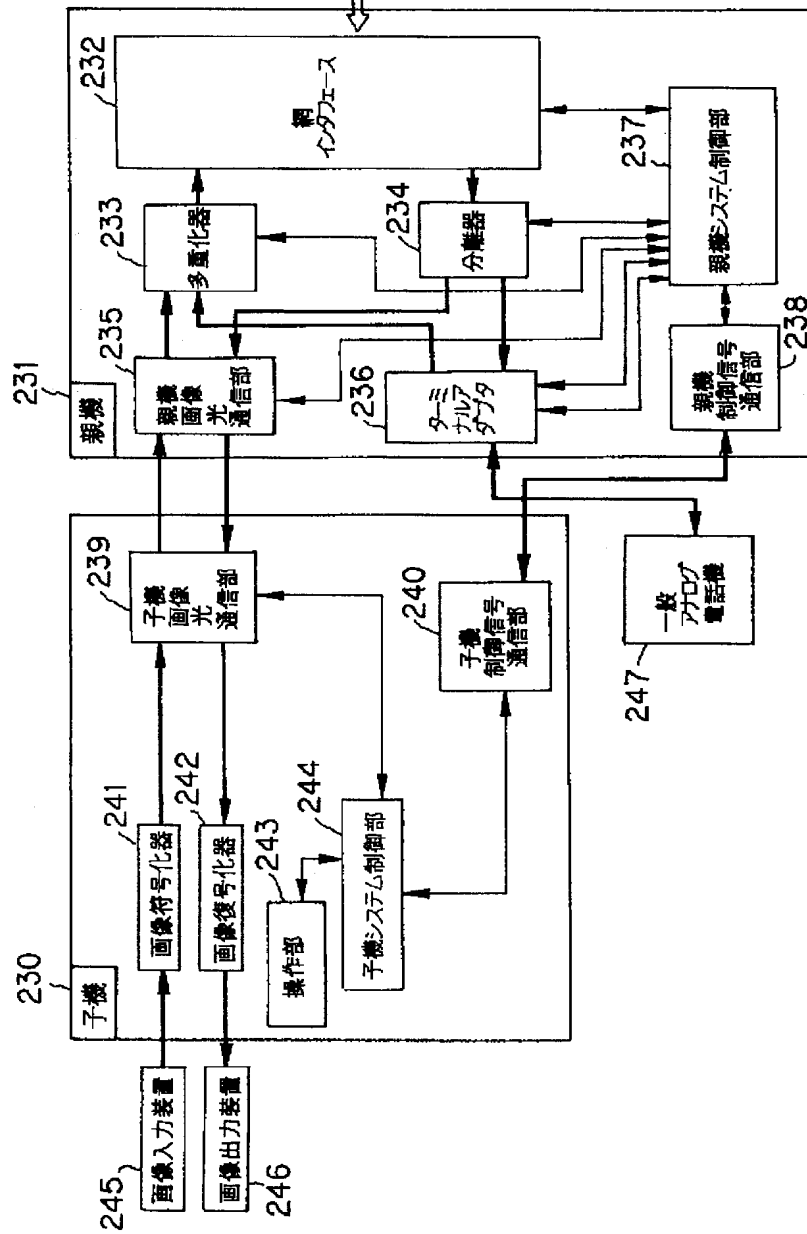 230
子機
245
画像入力装置
246
画像出力装置
241
画像符号化器
242
画像復号化器
243
操作部
244
子機システム制御部
239
子機
画像
光
通信部
240
子機
制御信号
通信部
247
一般
アナログ
電話機
231
親機
235
親機
画像
光
通信部
236
ターミ
ナルア
ダプタ
233
多重化器
234
分離器
232
網
インタフェース
237
親機システム制御部
238
親機
制御信号
通信部